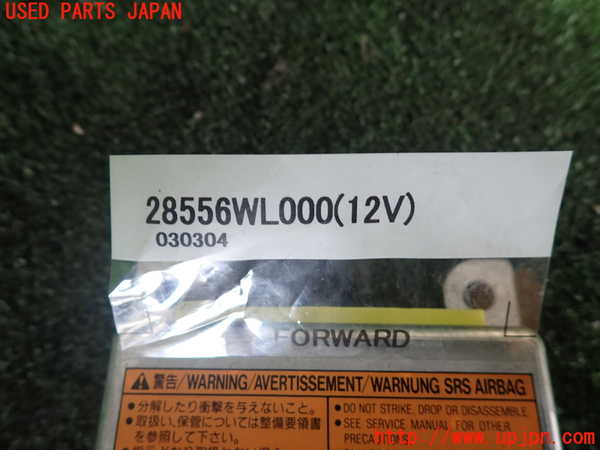 USED PARTS JAPAN
28556WL000(12V)
030304
FORWARD
警告/WARNING/AVERTISSEMENT/WARNUNG SRS AIRBAG
●分解したり衝撃を与えないこと。
●取扱い、保管については整備要領書
を参照して下さい。
●DO NOT STRIKE, DROP OR DISASSEMBLE.
●SEE SERVICE MANUAL FOR OTHER
PRECAUTIONS
http://www.upjpn.com